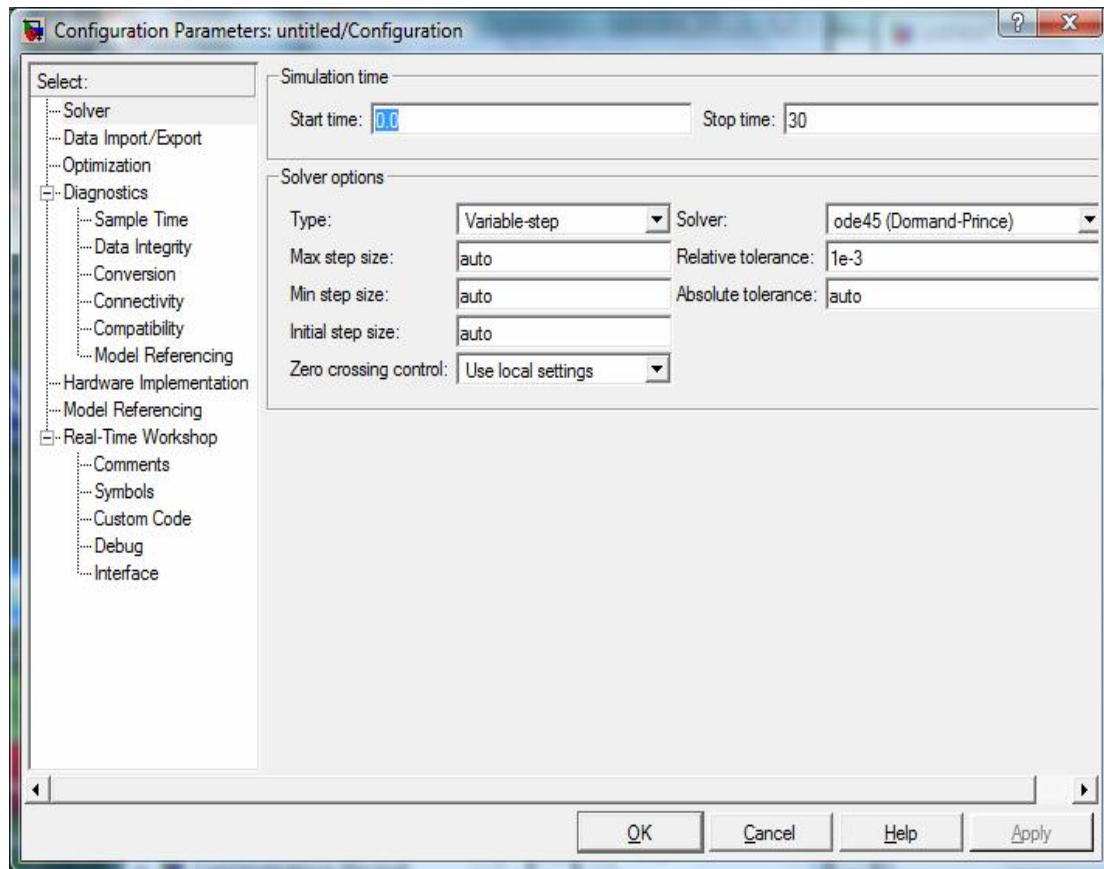 Configuration Parameters: untitled/Configuration
Select:
Solver
Data Import/Export
Optimization
Diagnostics
Sample Time
Data Integrity
Conversion
Connectivity
Compatibility
Model Referencing
Hardware Implementation
Model Referencing
Real-Time Workshop
Comments
Symbols
Custom Code
Debug
Interface
Simulation time
Start time: 0.0 Stop time: 30
Solver options
Type: Variable-step Solver: ode45 (Dormand-Prince)
Max step size: auto Relative tolerance: 1e-3
Min step size: auto Absolute tolerance: auto
Initial step size: auto
Zero crossing control: Use local settings
OK Cancel Help Apply